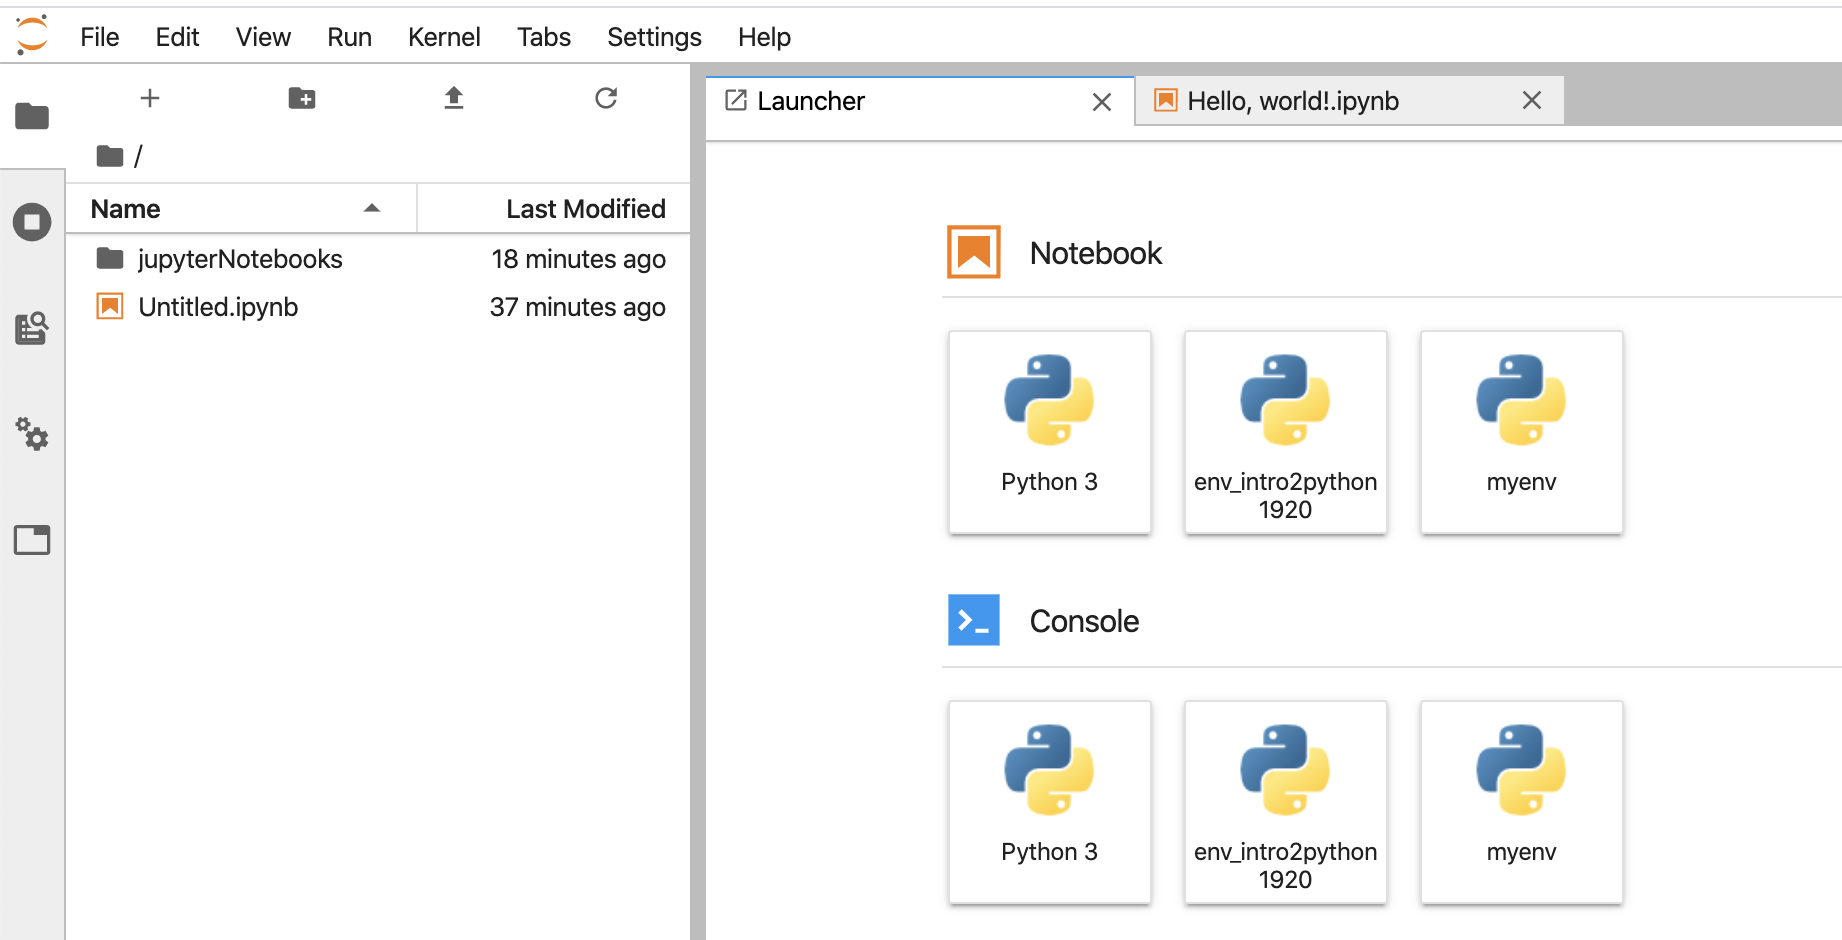 File Edit View Run Kernel Tabs Settings Help
Launcher
Hello, world!.ipynb
/
Name Last Modified
jupyterNotebooks 18 minutes ago
Untitled.ipynb 37 minutes ago
Notebook
Python 3
env_intro2python
1920
myenv
Console
Python 3
env_intro2python
1920
myenv